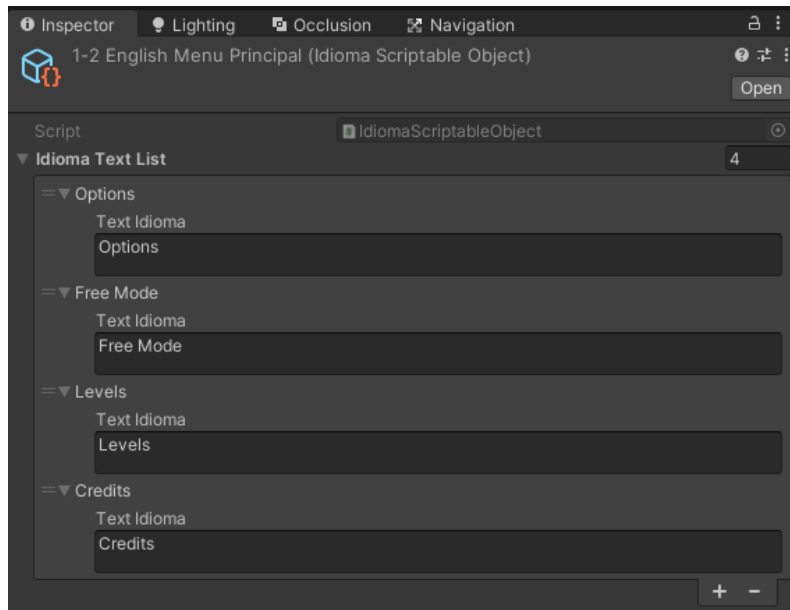 Inspector Lighting Occlusion Navigation
1-2 English Menu Principal (Idioma Scriptable Object)
Open
Script IdiomaScriptableObject
Idioma Text List 4
Options
Text Idioma
Options
Free Mode
Text Idioma
Free Mode
Levels
Text Idioma
Levels
Credits
Text Idioma
Credits